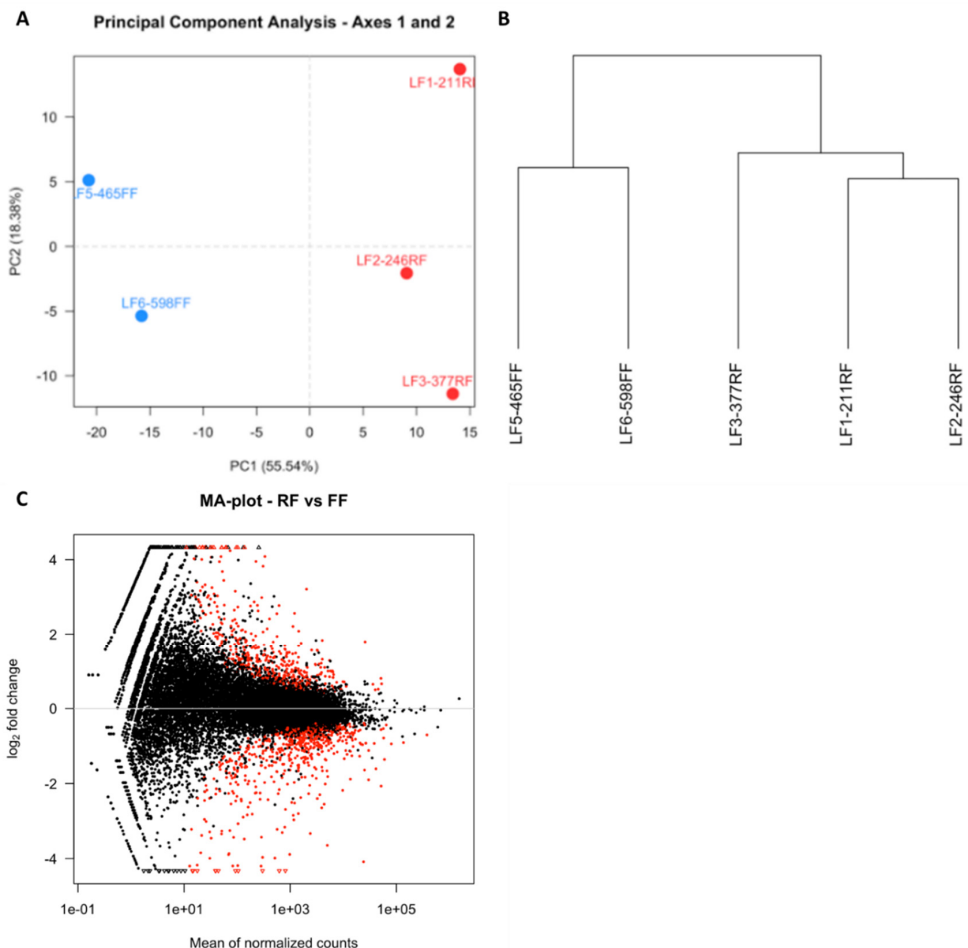 A
Principal Component Analysis - Axes 1 and 2
LF1-211RF
LF5-465FF
LF2-246RF
LF6-598FF
LF3-377RF
10
5
0
-5
-10
PC2 (18.38%)
-20 -15 -10 -5 0 5 10 15
PC1 (55.54%)
B
LF5-465FF
LF6-598FF
LF3-377RF
LF1-211RF
LF2-246RF
C
MA-plot - RF vs FF
4
2
0
-2
-4
log2 fold change
1e-01 1e+01 1e+03 1e+05
Mean of normalized counts